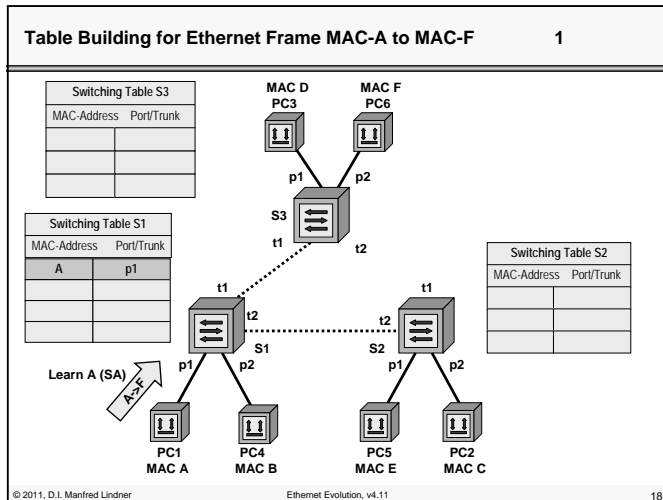 Table Building for Ethernet Frame MAC-A to MAC-F 1
Switching Table S3
MAC-Address Port/Trunk
MAC D
PC3
MAC F
PC6
p1
p2
S3
t1
t2
Switching Table S1
MAC-Address Port/Trunk
A p1
Switching Table S2
MAC-Address Port/Trunk
t1
t2
S1
t1
t2
S2
Learn A (SA)
A->F
p1
p2
p1
p2
PC1
MAC A
PC4
MAC B
PC5
MAC E
PC2
MAC C
© 2011, D.I. Manfred Lindner
Ethernet Evolution, v4.11
18